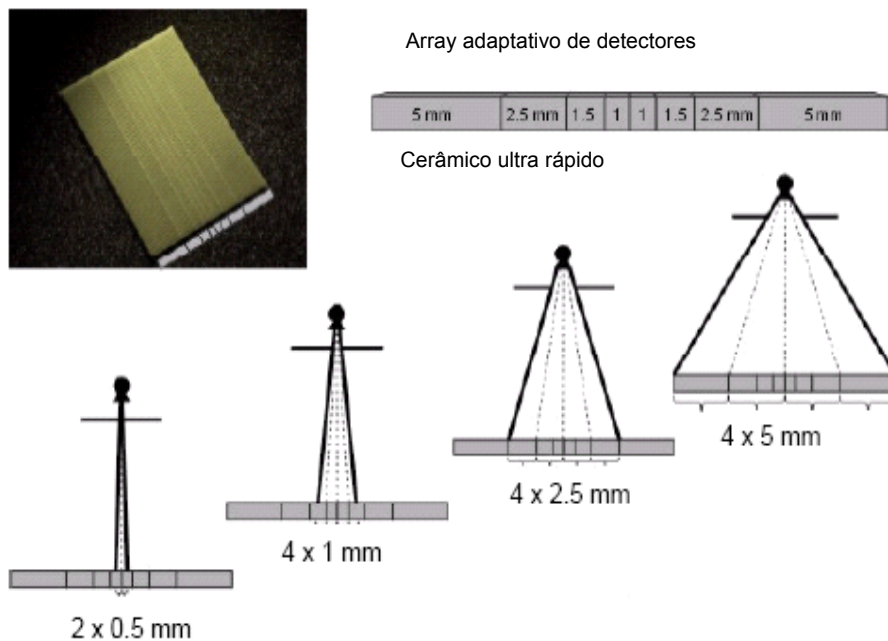 Array adaptativo de detectores
5 mm 2.5 mm 1.5 1 1 1.5 2.5 mm 5 mm
Cerâmico ultra rápido
4 x 5 mm
4 x 2.5 mm
4 x 1 mm
2 x 0.5 mm